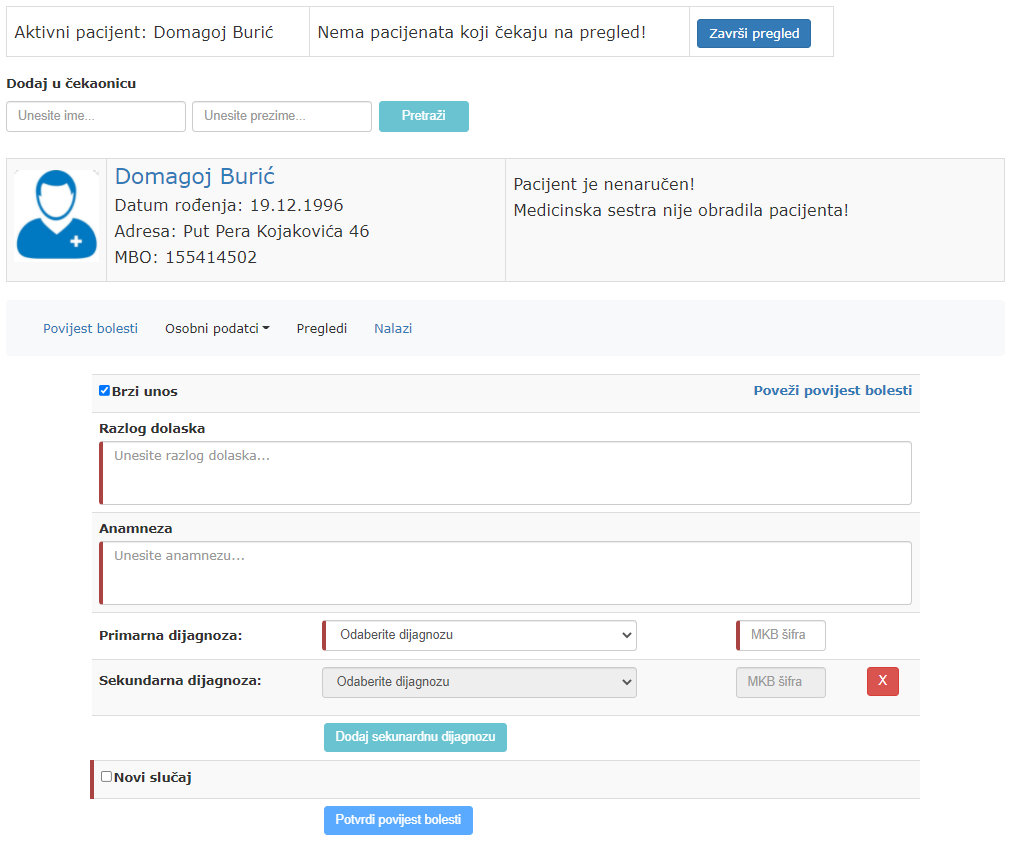 Aktivni pacijent: Domagoj Burić
Nema pacijenata koji čekaju na pregled!
Završi pregled
Dodaj u čekaonicu
Unesite ime...
Unesite prezime...
Pretraži
Domagoj Burić
Datum rođenja: 19.12.1996
Adresa: Put Pera Kojakovića 46
MBO: 155414502
Pacijent je nenaručen!
Medicinska sestra nije obradila pacijenta!
Povijest bolesti
Osobni podatci
Pregledi
Nalazi
Brzi unos
Poveži povijest bolesti
Razlog dolaska
Unesite razlog dolaska...
Anamneza
Unesite anamnezu...
Primarna dijagnoza:
Odaberite dijagnozu
MKB šifra
Sekundarna dijagnoza:
Odaberite dijagnozu
MKB šifra
X
Dodaj sekunardnu dijagnozu
Novi slučaj
Potvrdi povijest bolesti